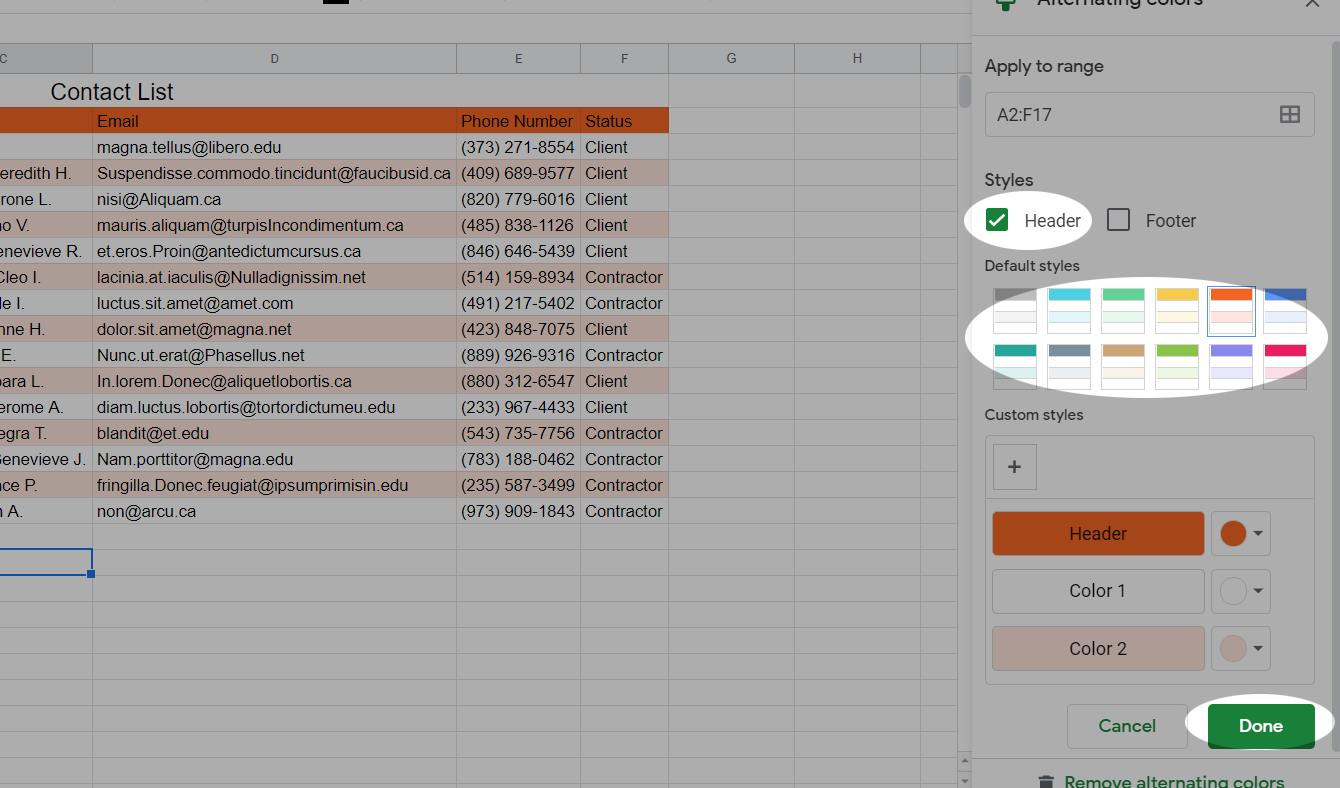 Alternating colors
C D E F G H
Apply to range
Contact List
A2:F17
Email Phone Number Status
magna.tellus@libero.edu (373) 271-8554 Client
eredith H. Suspendisse.commodo.tincidunt@faucibusid.ca (409) 689-9577 Client
rone L. nisi@Aliquam.ca (820) 779-6016 Client
o V. mauris.aliquam@turpisIncondimentum.ca (485) 838-1126 Client
enevieve R. et.eros.Proin@antedictumcursus.ca (846) 646-5439 Client
Cleo I. lacinia.at.iaculis@Nulladignissim.net (514) 159-8934 Contractor
le I. luctus.sit.amet@amet.com (491) 217-5402 Contractor
nne H. dolor.sit.amet@magna.net (423) 848-7075 Client
E. Nunc.ut.erat@Phasellus.net (889) 926-9316 Contractor
bara L. In.lorem.Donec@aliquetlobortis.ca (880) 312-6547 Client
erome A. diam.luctus.lobortis@tortordictumeu.edu (233) 967-4433 Client
egra T. blandit@et.edu (543) 735-7756 Contractor
Genevieve J. Nam.porttitor@magna.edu (783) 188-0462 Contractor
nce P. fringilla.Donec.feugiat@ipsumprimisin.edu (235) 587-3499 Contractor
n A. non@arcu.ca (973) 909-1843 Contractor
Styles
Header Footer
Default styles
Custom styles
+
Header
Color 1
Color 2
Cancel Done
Remove alternating colors